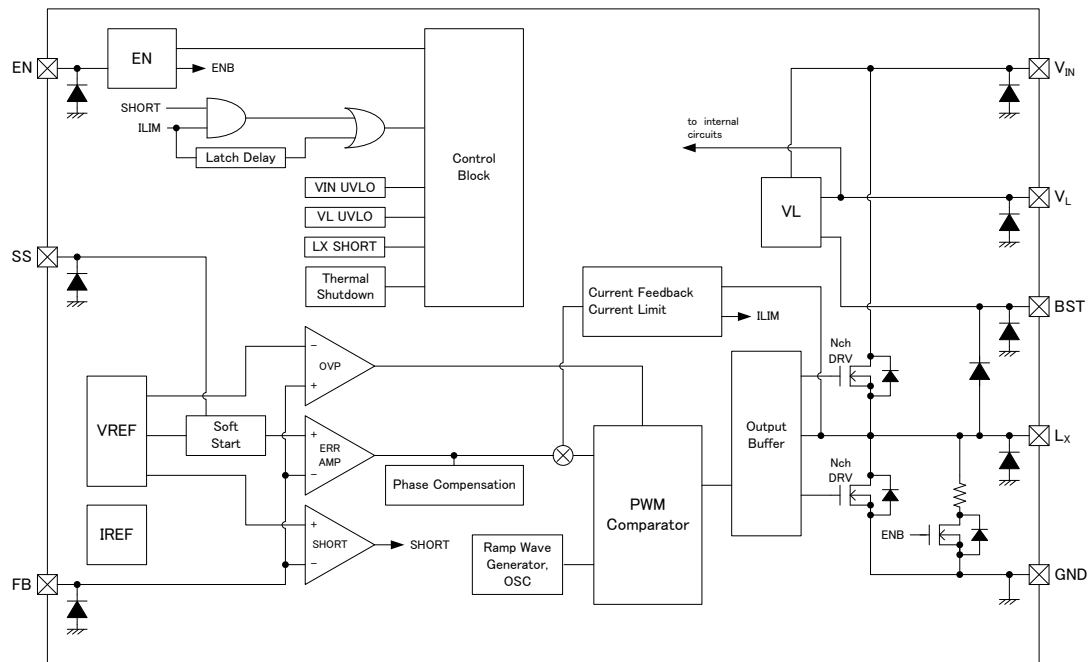 EN
EN
ENB
SHORT
ILIM
Latch Delay
VIN UVLO
VL UVLO
LX SHORT
Thermal
Shutdown
Control
Block
to internal
circuits
VL
VIN
VL
BST
LX
GND
SS
FB
VREF
IREF
Soft
Start
−
OVP
+
+
ERR
AMP
−
+
SHORT
−
SHORT
Phase Compensation
Current Feedback
Current Limit
ILIM
Ramp Wave
Generator,
OSC
PWM
Comparator
Output
Buffer
Nch
DRV
Nch
DRV
ENB